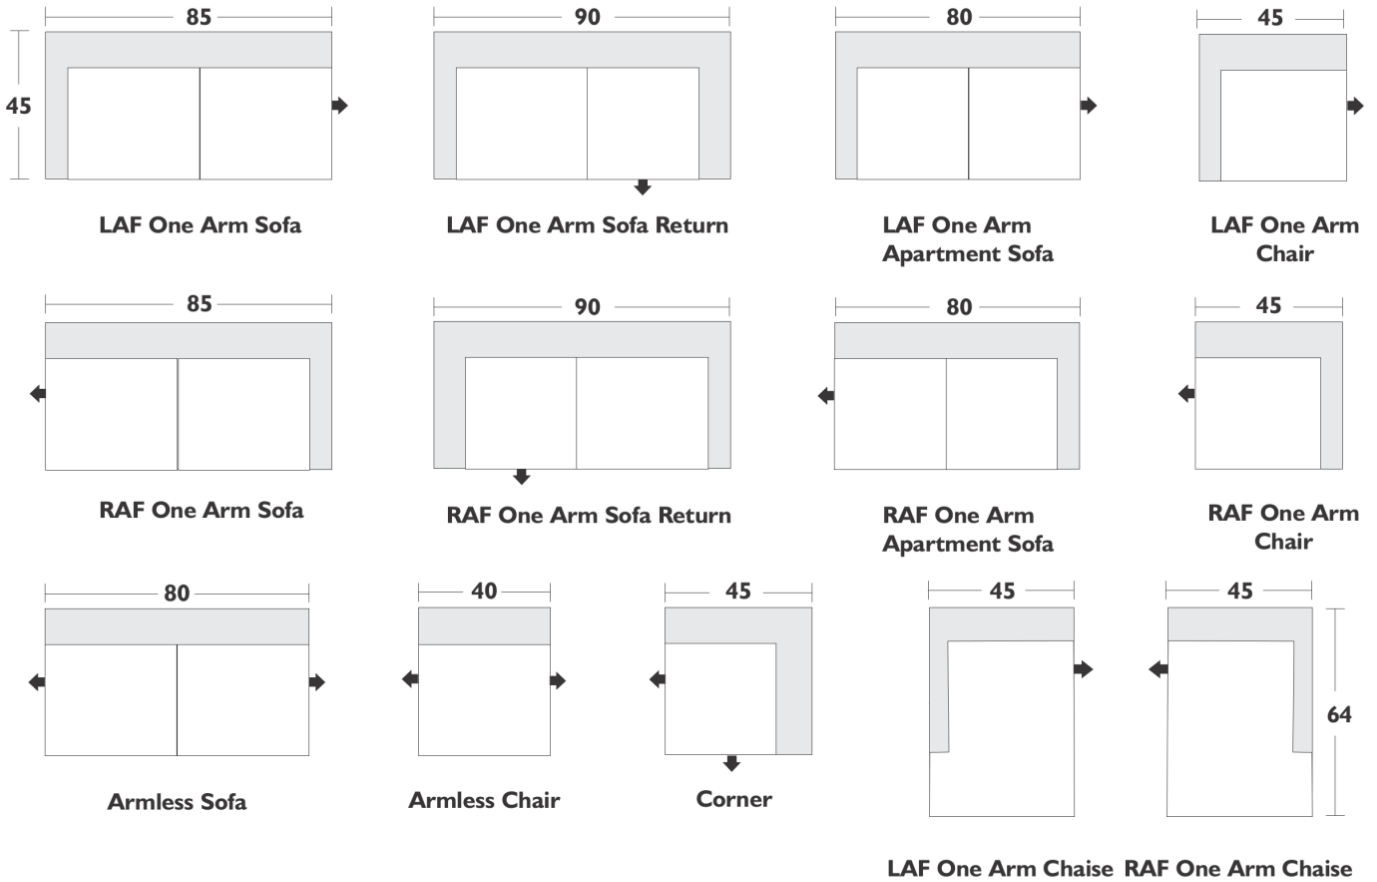 85
90
80
45
45
LAF One Arm Sofa
LAF One Arm Sofa Return
LAF One Arm
Apartment Sofa
LAF One Arm
Chair
85
90
80
45
RAF One Arm Sofa
RAF One Arm Sofa Return
RAF One Arm
Apartment Sofa
RAF One Arm
Chair
80
40
45
45
45
64
Armless Sofa
Armless Chair
Corner
LAF One Arm Chaise
RAF One Arm Chaise